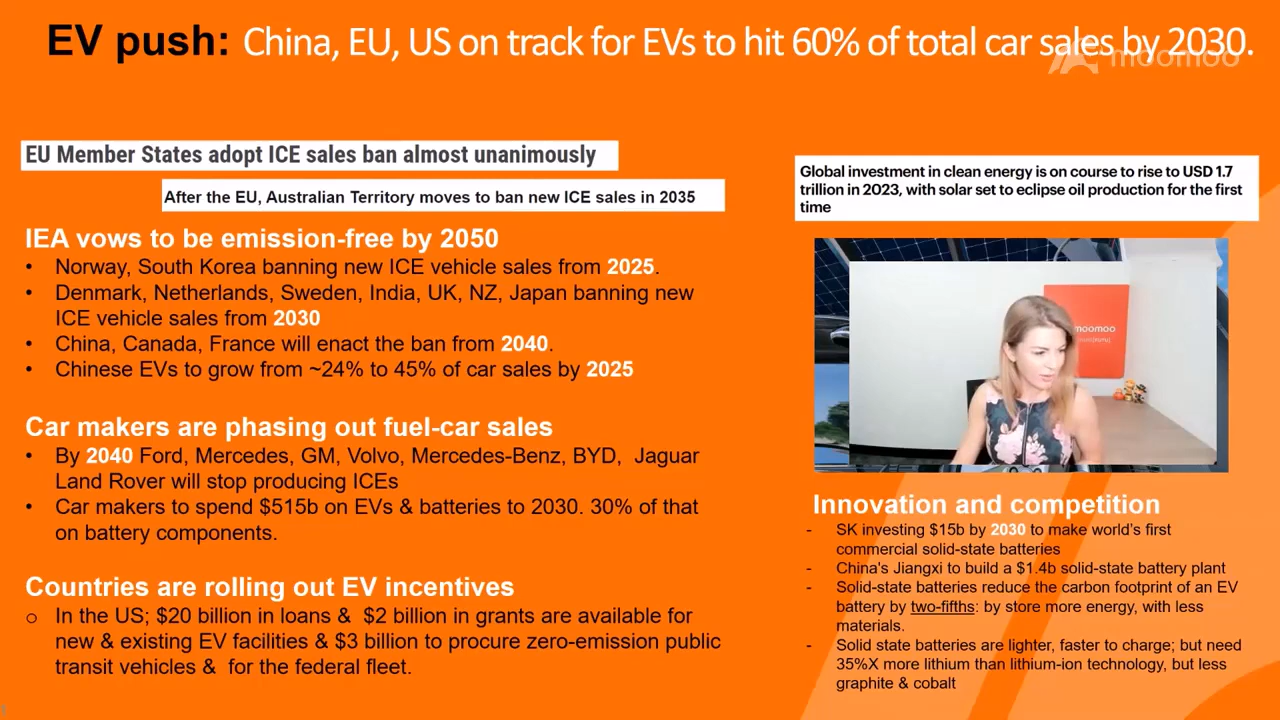 EV push: China, EU, US on track for EVs to hit 60% of total car sales by 2030.
moomoo
EU Member States adopt ICE sales ban almost unanimously
After the EU, Australian Territory moves to ban new ICE sales in 2035
IEA vows to be emission-free by 2050
• Norway, South Korea banning new ICE vehicle sales from 2025.
• Denmark, Netherlands, Sweden, India, UK, NZ, Japan banning new
ICE vehicle sales from 2030
• China, Canada, France will enact the ban from 2040.
• Chinese EVs to grow from ~24% to 45% of car sales by 2025
Car makers are phasing out fuel-car sales
• By 2040 Ford, Mercedes, GM, Volvo, Mercedes-Benz, BYD, Jaguar
Land Rover will stop producing ICEs
• Car makers to spend $515b on EVs & batteries to 2030. 30% of that
on battery components.
Countries are rolling out EV incentives
o In the US; $20 billion in loans & $2 billion in grants are available for
new & existing EV facilities & $3 billion to procure zero-emission public
transit vehicles & for the federal fleet.
Global investment in clean energy is on course to rise to USD 1.7
trillion in 2023, with solar set to eclipse oil production for the first
time
moomoo
Innovation and competition
- SK investing $15b by 2030 to make world's first
commercial solid-state batteries
- China's Jiangxi to build a $1.4b solid-state battery plant
- Solid-state batteries reduce the carbon footprint of an EV
battery by two-fifths: by store more energy, with less
materials.
- Solid state batteries are lighter, faster to charge; but need
35%X more lithium than lithium-ion technology, but less
graphite & cobalt